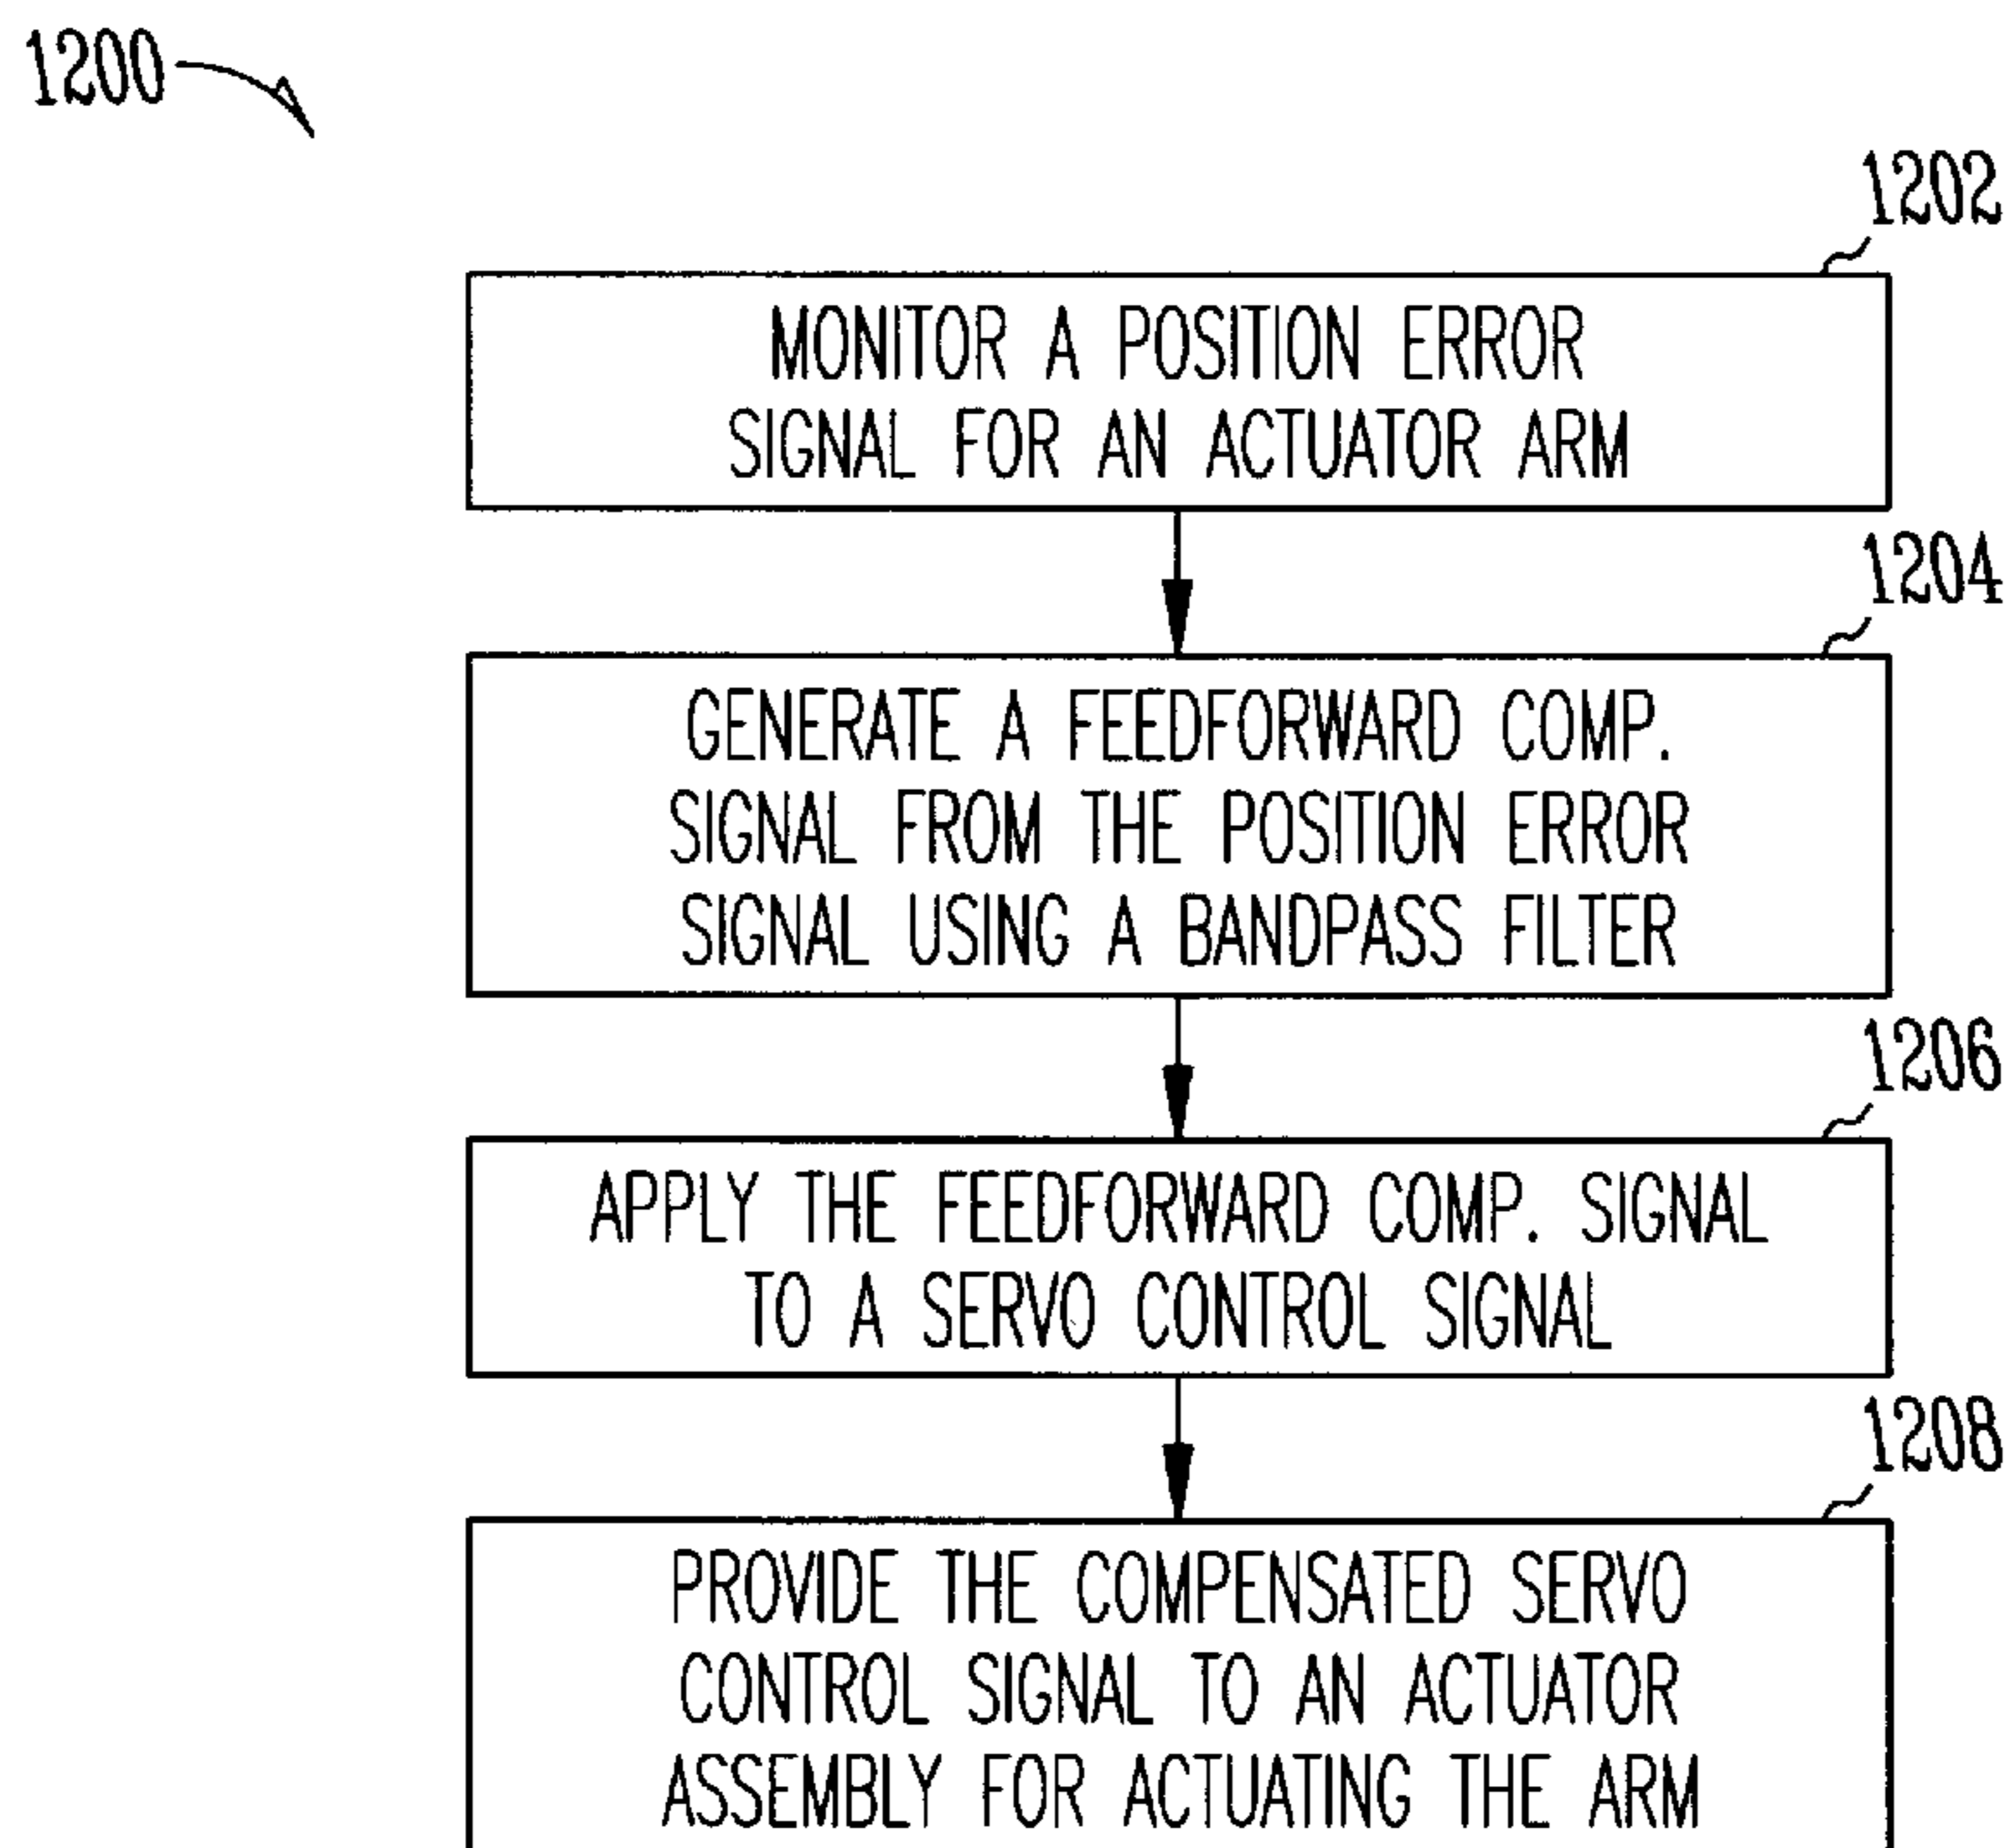 1200
1202
MONITOR A POSITION ERROR
SIGNAL FOR AN ACTUATOR ARM
1204
GENERATE A FEEDFORWARD COMP.
SIGNAL FROM THE POSITION ERROR
SIGNAL USING A BANDPASS FILTER
1206
APPLY THE FEEDFORWARD COMP. SIGNAL
TO A SERVO CONTROL SIGNAL
1208
PROVIDE THE COMPENSATED SERVO
CONTROL SIGNAL TO AN ACTUATOR
ASSEMBLY FOR ACTUATING THE ARM